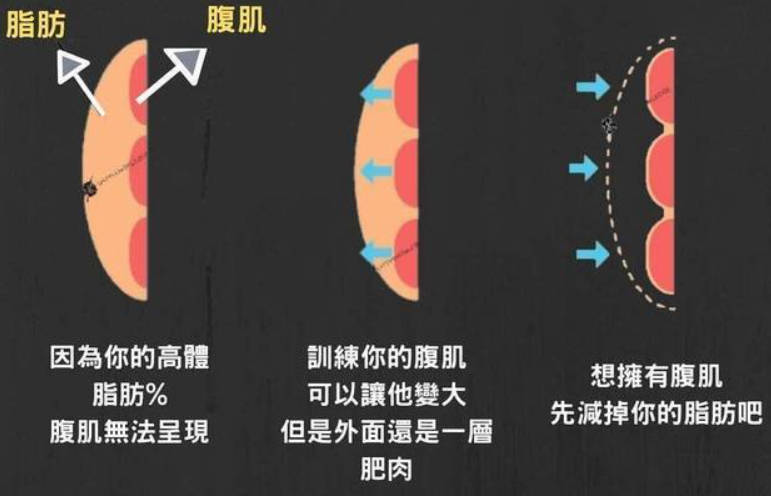 脂肪
腹肌
因為你的高體
脂肪%
腹肌無法呈現
訓練你的腹肌
可以讓他變大
但是外面還是一層
肥肉
想擁有腹肌
先減掉你的脂肪吧